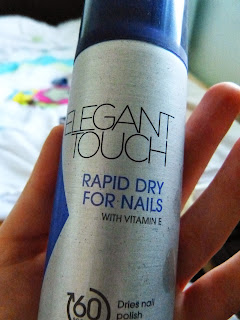 ELEGANT
TOUCH
RAPID DRY
FOR NAILS
WITH VITAMIN E
60
Dries nail
polish